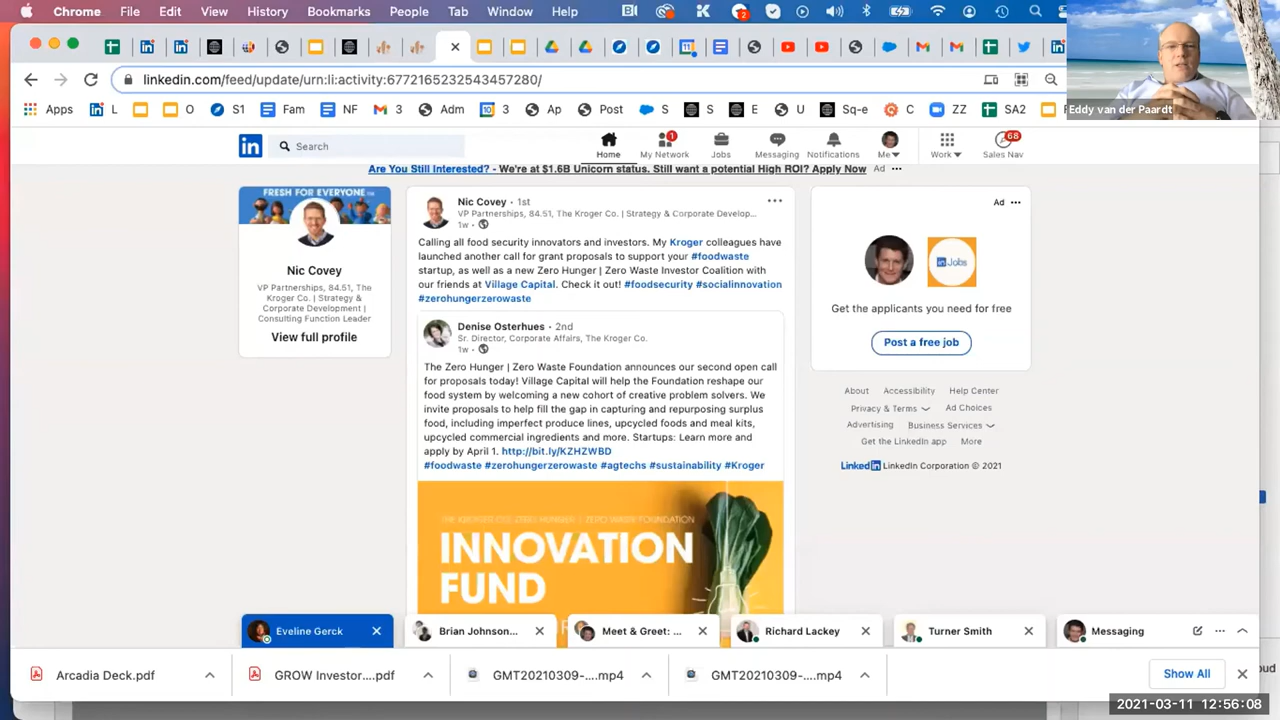 Chrome File Edit View History Bookmarks People Tab Window Help
linkedin.com/feed/update/urn:li:activity:6772165232543457280/
Apps L O S1 Fam NF 3 Adm 3 Ap Post S S E U Sq-e C ZZ SA2
Eddy van der Paardt
Search
Home My Network Jobs Messaging Notifications Me Work Sales Nav
1
68
Are You Still Interested? - We're at $1.6B Unicorn status. Still want a potential High ROI? Apply Now Ad
FRESH FOR EVERYONE
Nic Covey
VP Partnerships, 84.51, The
Kroger Co. | Strategy &
Corporate Development |
Consulting Function Leader
View full profile
Nic Covey · 1st
VP Partnerships, 84.51, The Kroger Co. | Strategy & Corporate Develop...
1w ·
Calling all food security innovators and investors. My Kroger colleagues have
launched another call for grant proposals to support your #foodwaste
startup, as well as a new Zero Hunger | Zero Waste Investor Coalition with
our friends at Village Capital. Check it out! #foodsecurity #socialinnovation
#zerohungerzerowaste
Denise Osterhues · 2nd
Sr. Director, Corporate Affairs, The Kroger Co.
1w ·
The Zero Hunger | Zero Waste Foundation announces our second open call
for proposals today! Village Capital will help the Foundation reshape our
food system by welcoming a new cohort of creative problem solvers. We
invite proposals to help fill the gap in capturing and repurposing surplus
food, including imperfect produce lines, upcycled foods and meal kits,
upcycled commercial ingredients and more. Startups: Learn more and
apply by April 1. http://bit.ly/KZHZWBD
#foodwaste #zerohungerzerowaste #agtechs #sustainability #Kroger
THE KROGER CO. ZERO HUNGER | ZERO WASTE FOUNDATION
INNOVATION
FUND
Ad
in Jobs
Get the applicants you need for free
Post a free job
About Accessibility Help Center
Privacy & Terms Ad Choices
Advertising Business Services
Get the LinkedIn app More
LinkedIn LinkedIn Corporation © 2021
Eveline Gerck Brian Johnson... Meet & Greet: ... Richard Lackey Turner Smith Messaging
Arcadia Deck.pdf GROW Investor....pdf GMT20210309-....mp4 GMT20210309-....mp4 Show All
2021-03-11 12:56:08